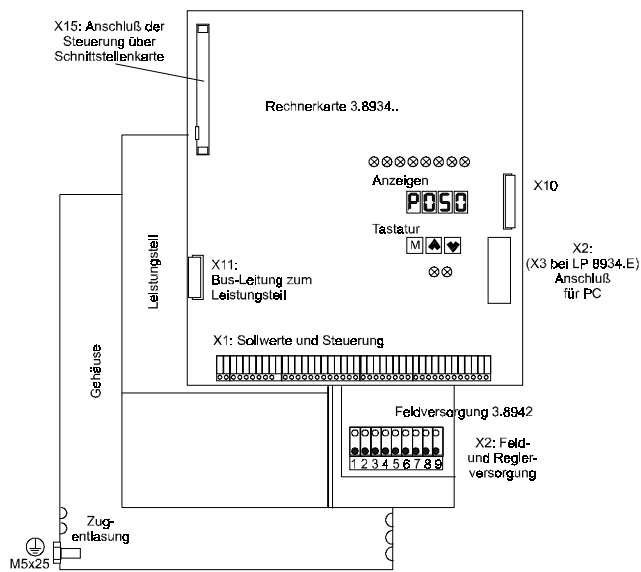 X15: Anschluß der
Steuerung über
Schnittstellenkarte
Rechnerkarte 3.8934..
Anzeigen
P050
X10
Tastatur
M
X2:
(X3 bei LP 8934.E)
Anschluß
für PC
X11:
Bus-Leitung zum
Leistungsteil
Leistungsteil
X1: Sollwerte und Steuerung
Gehäuse
Feldversorgung 3.8942
1 2 3 4 5 6 7 8 9
X2: Feld-
und Regler-
versorgung
Zug-
entlasung
M5x25